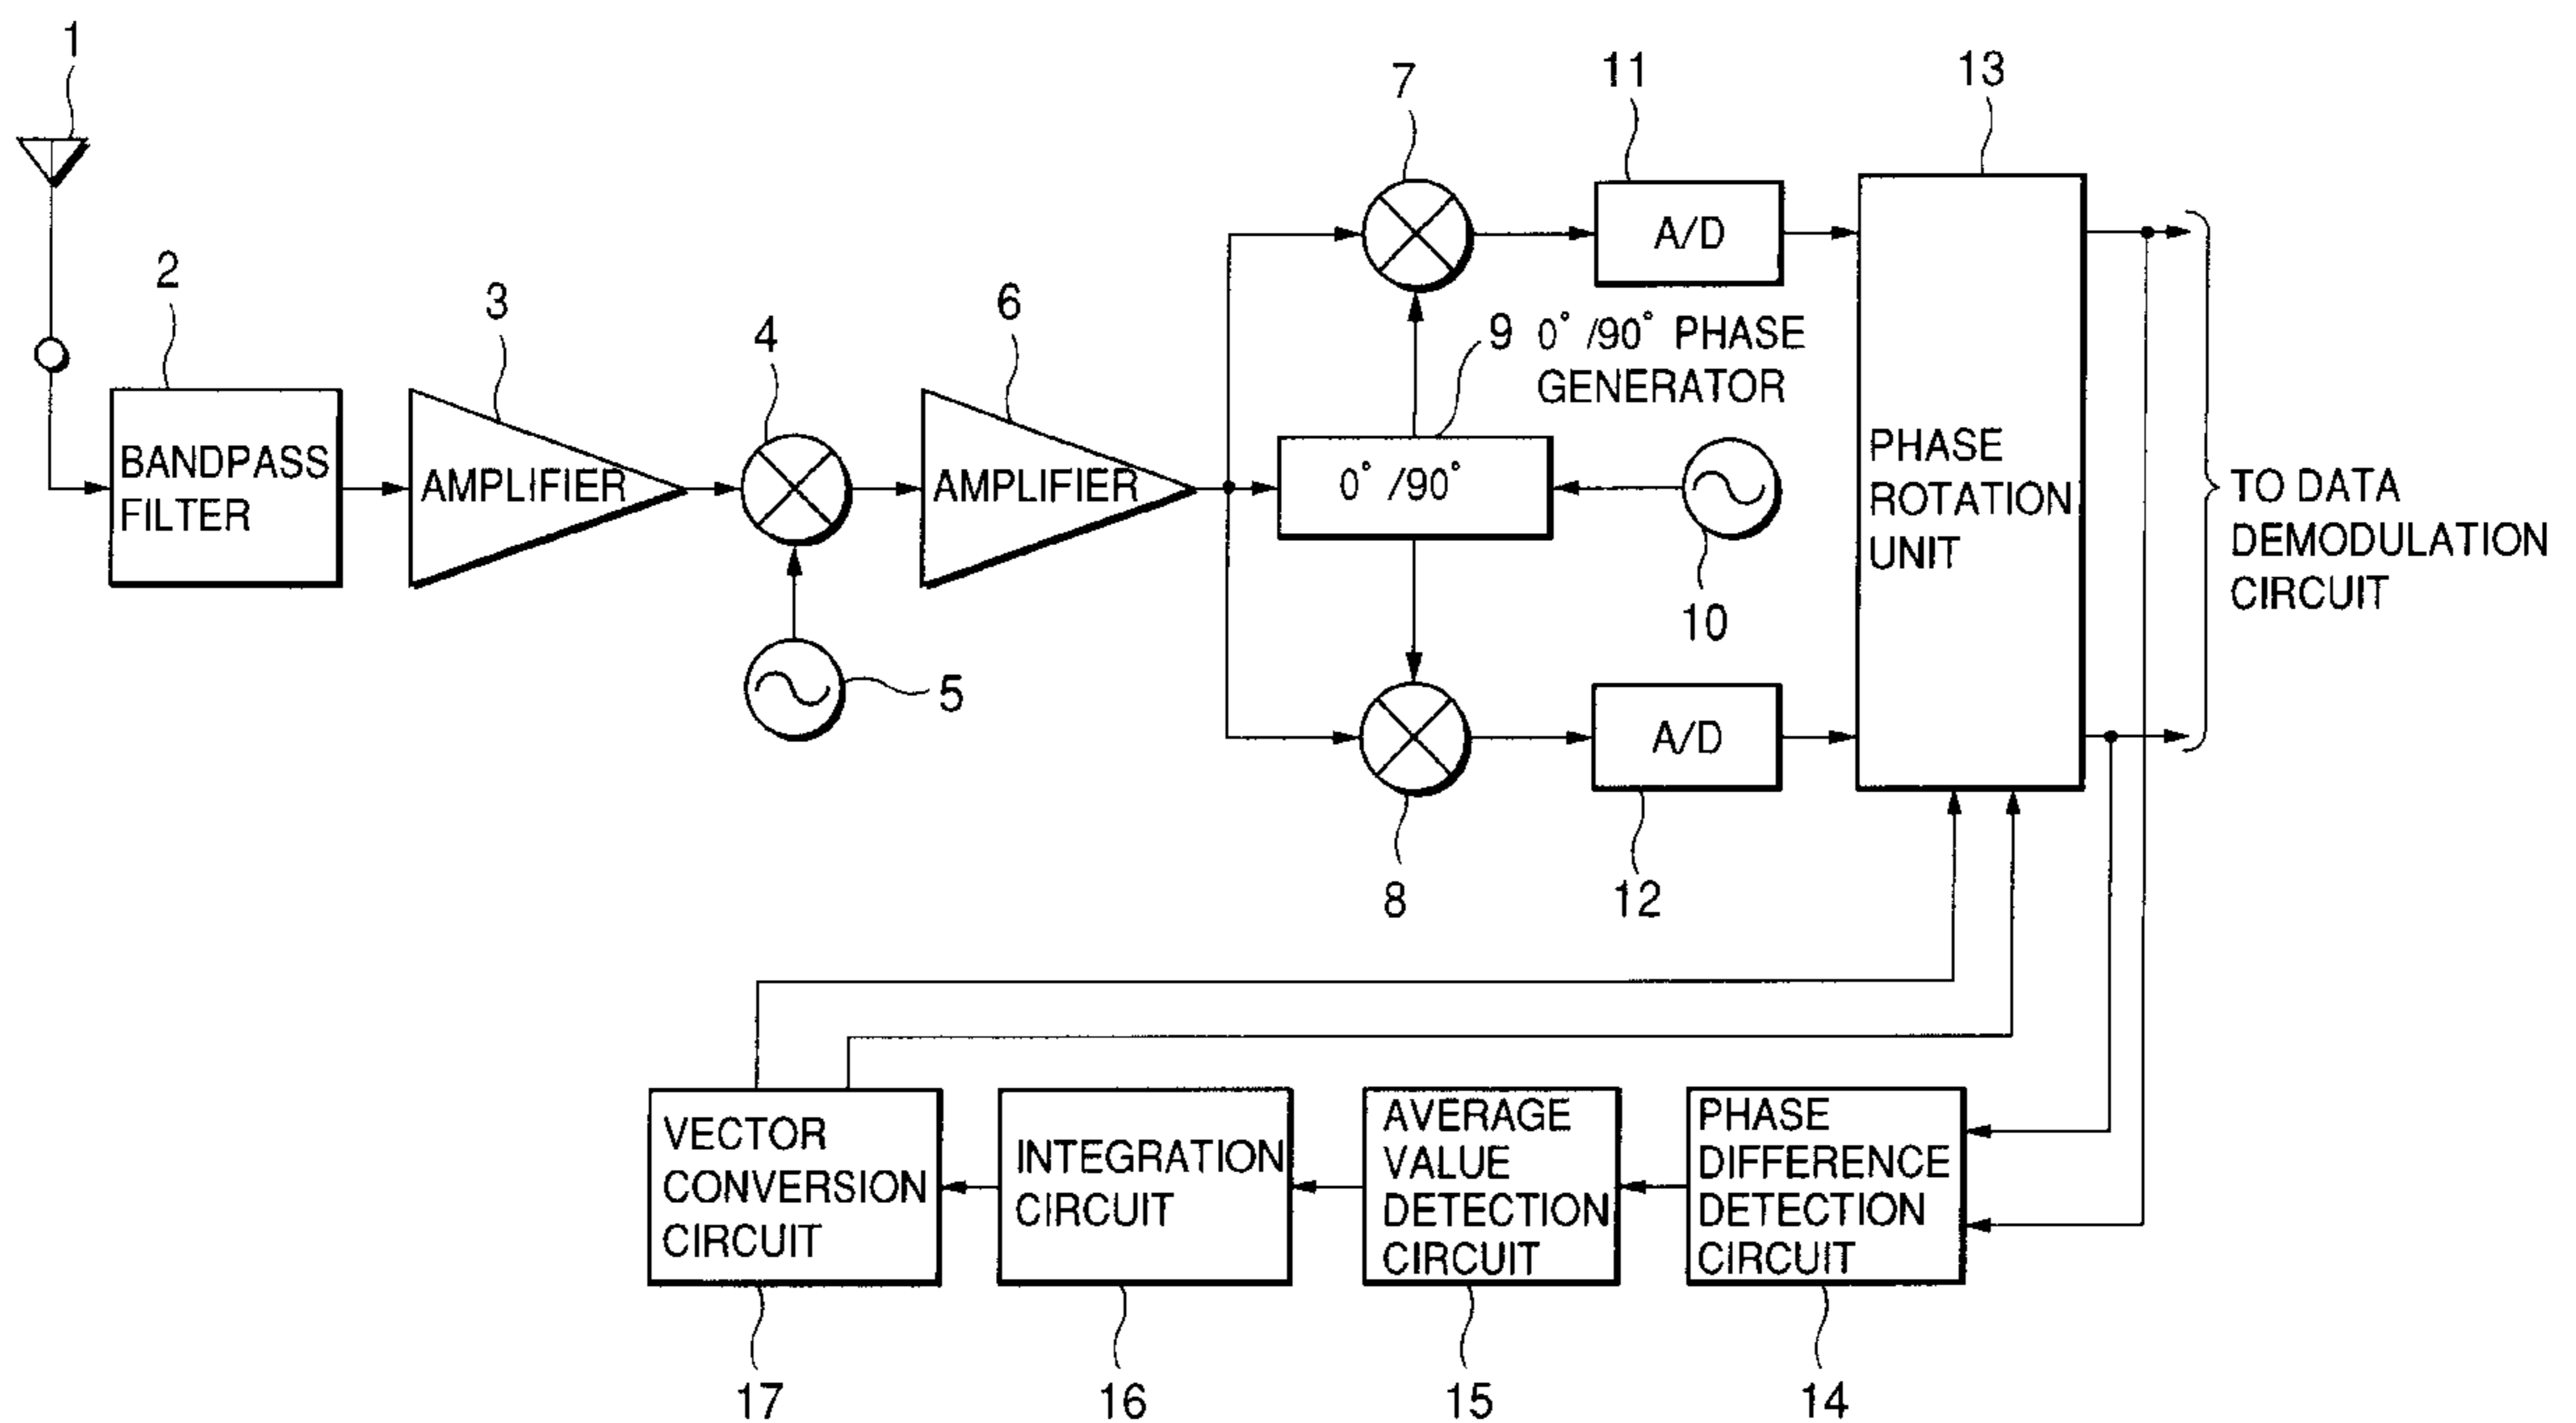 1
7
11
13
A/D
2
3
6
4
9 0° /90° PHASE
GENERATOR
BANDPASS
FILTER
AMPLIFIER
AMPLIFIER
0° /90°
PHASE
ROTATION
UNIT
TO DATA
DEMODULATION
CIRCUIT
10
5
A/D
8
12
VECTOR
CONVERSION
CIRCUIT
INTEGRATION
CIRCUIT
AVERAGE
VALUE
DETECTION
CIRCUIT
PHASE
DIFFERENCE
DETECTION
CIRCUIT
17
16
15
14